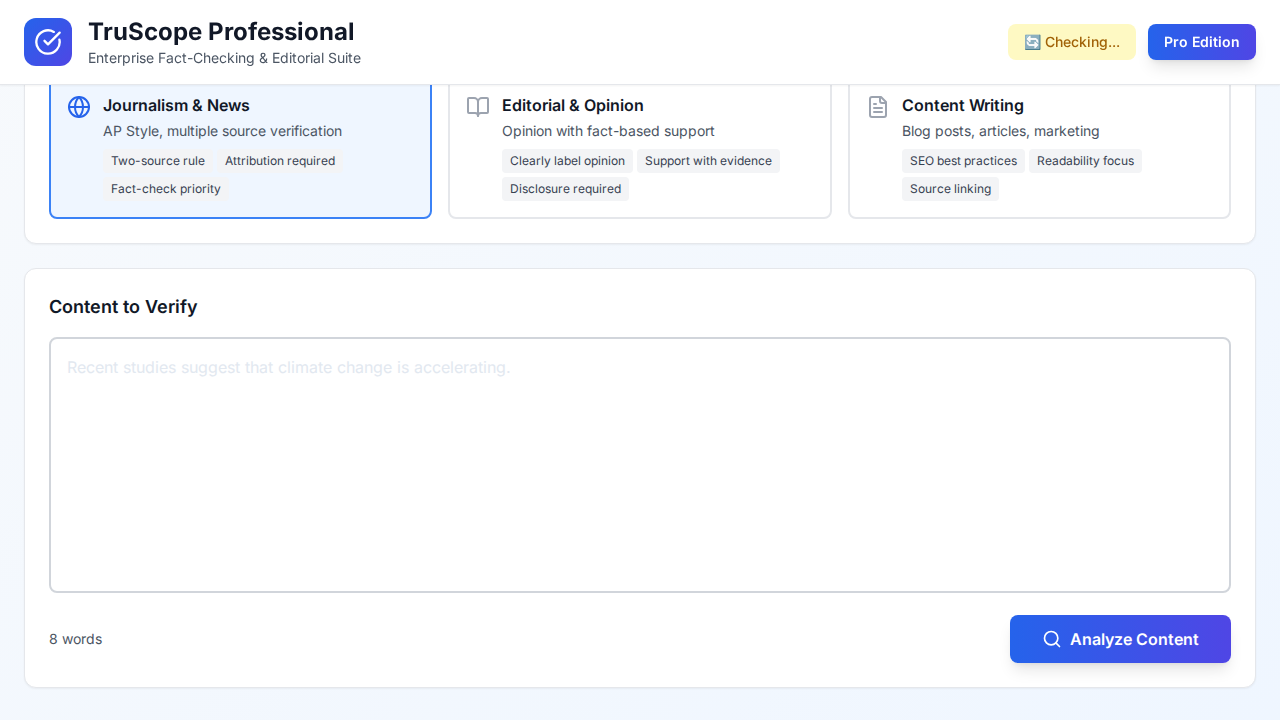 TruScope Professional
Enterprise Fact-Checking & Editorial Suite
🔄 Checking...
Pro Edition
Journalism & News
AP Style, multiple source verification
Two-source rule
Attribution required
Fact-check priority
Editorial & Opinion
Opinion with fact-based support
Clearly label opinion
Support with evidence
Disclosure required
Content Writing
Blog posts, articles, marketing
SEO best practices
Readability focus
Source linking
Content to Verify
Recent studies suggest that climate change is accelerating.
8 words
Analyze Content